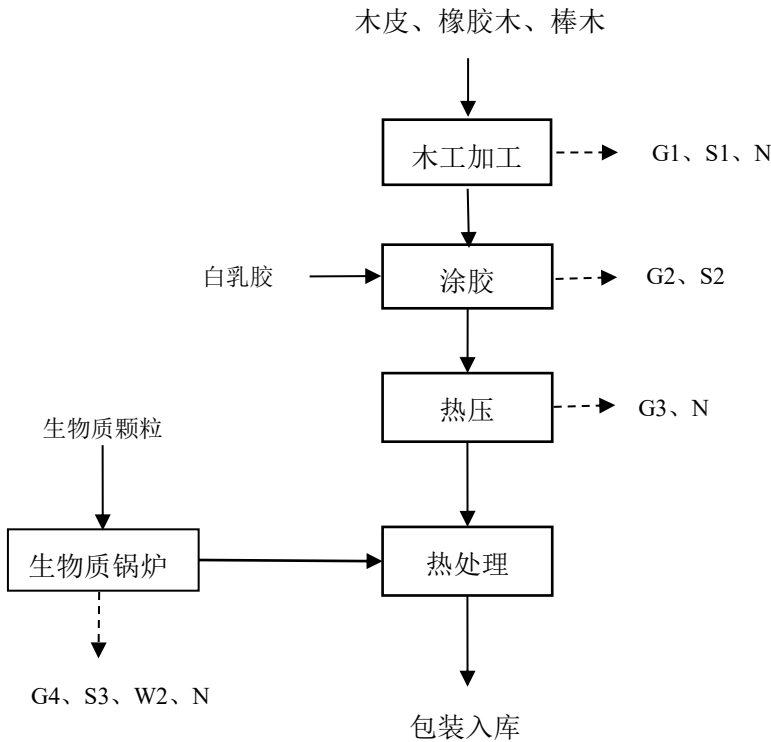 木皮、橡胶木、棒木
木工加工
G1、S1、N
白乳胶
涂胶
G2、S2
热压
G3、N
生物质颗粒
生物质锅炉
热处理
G4、S3、W2、N
包装入库